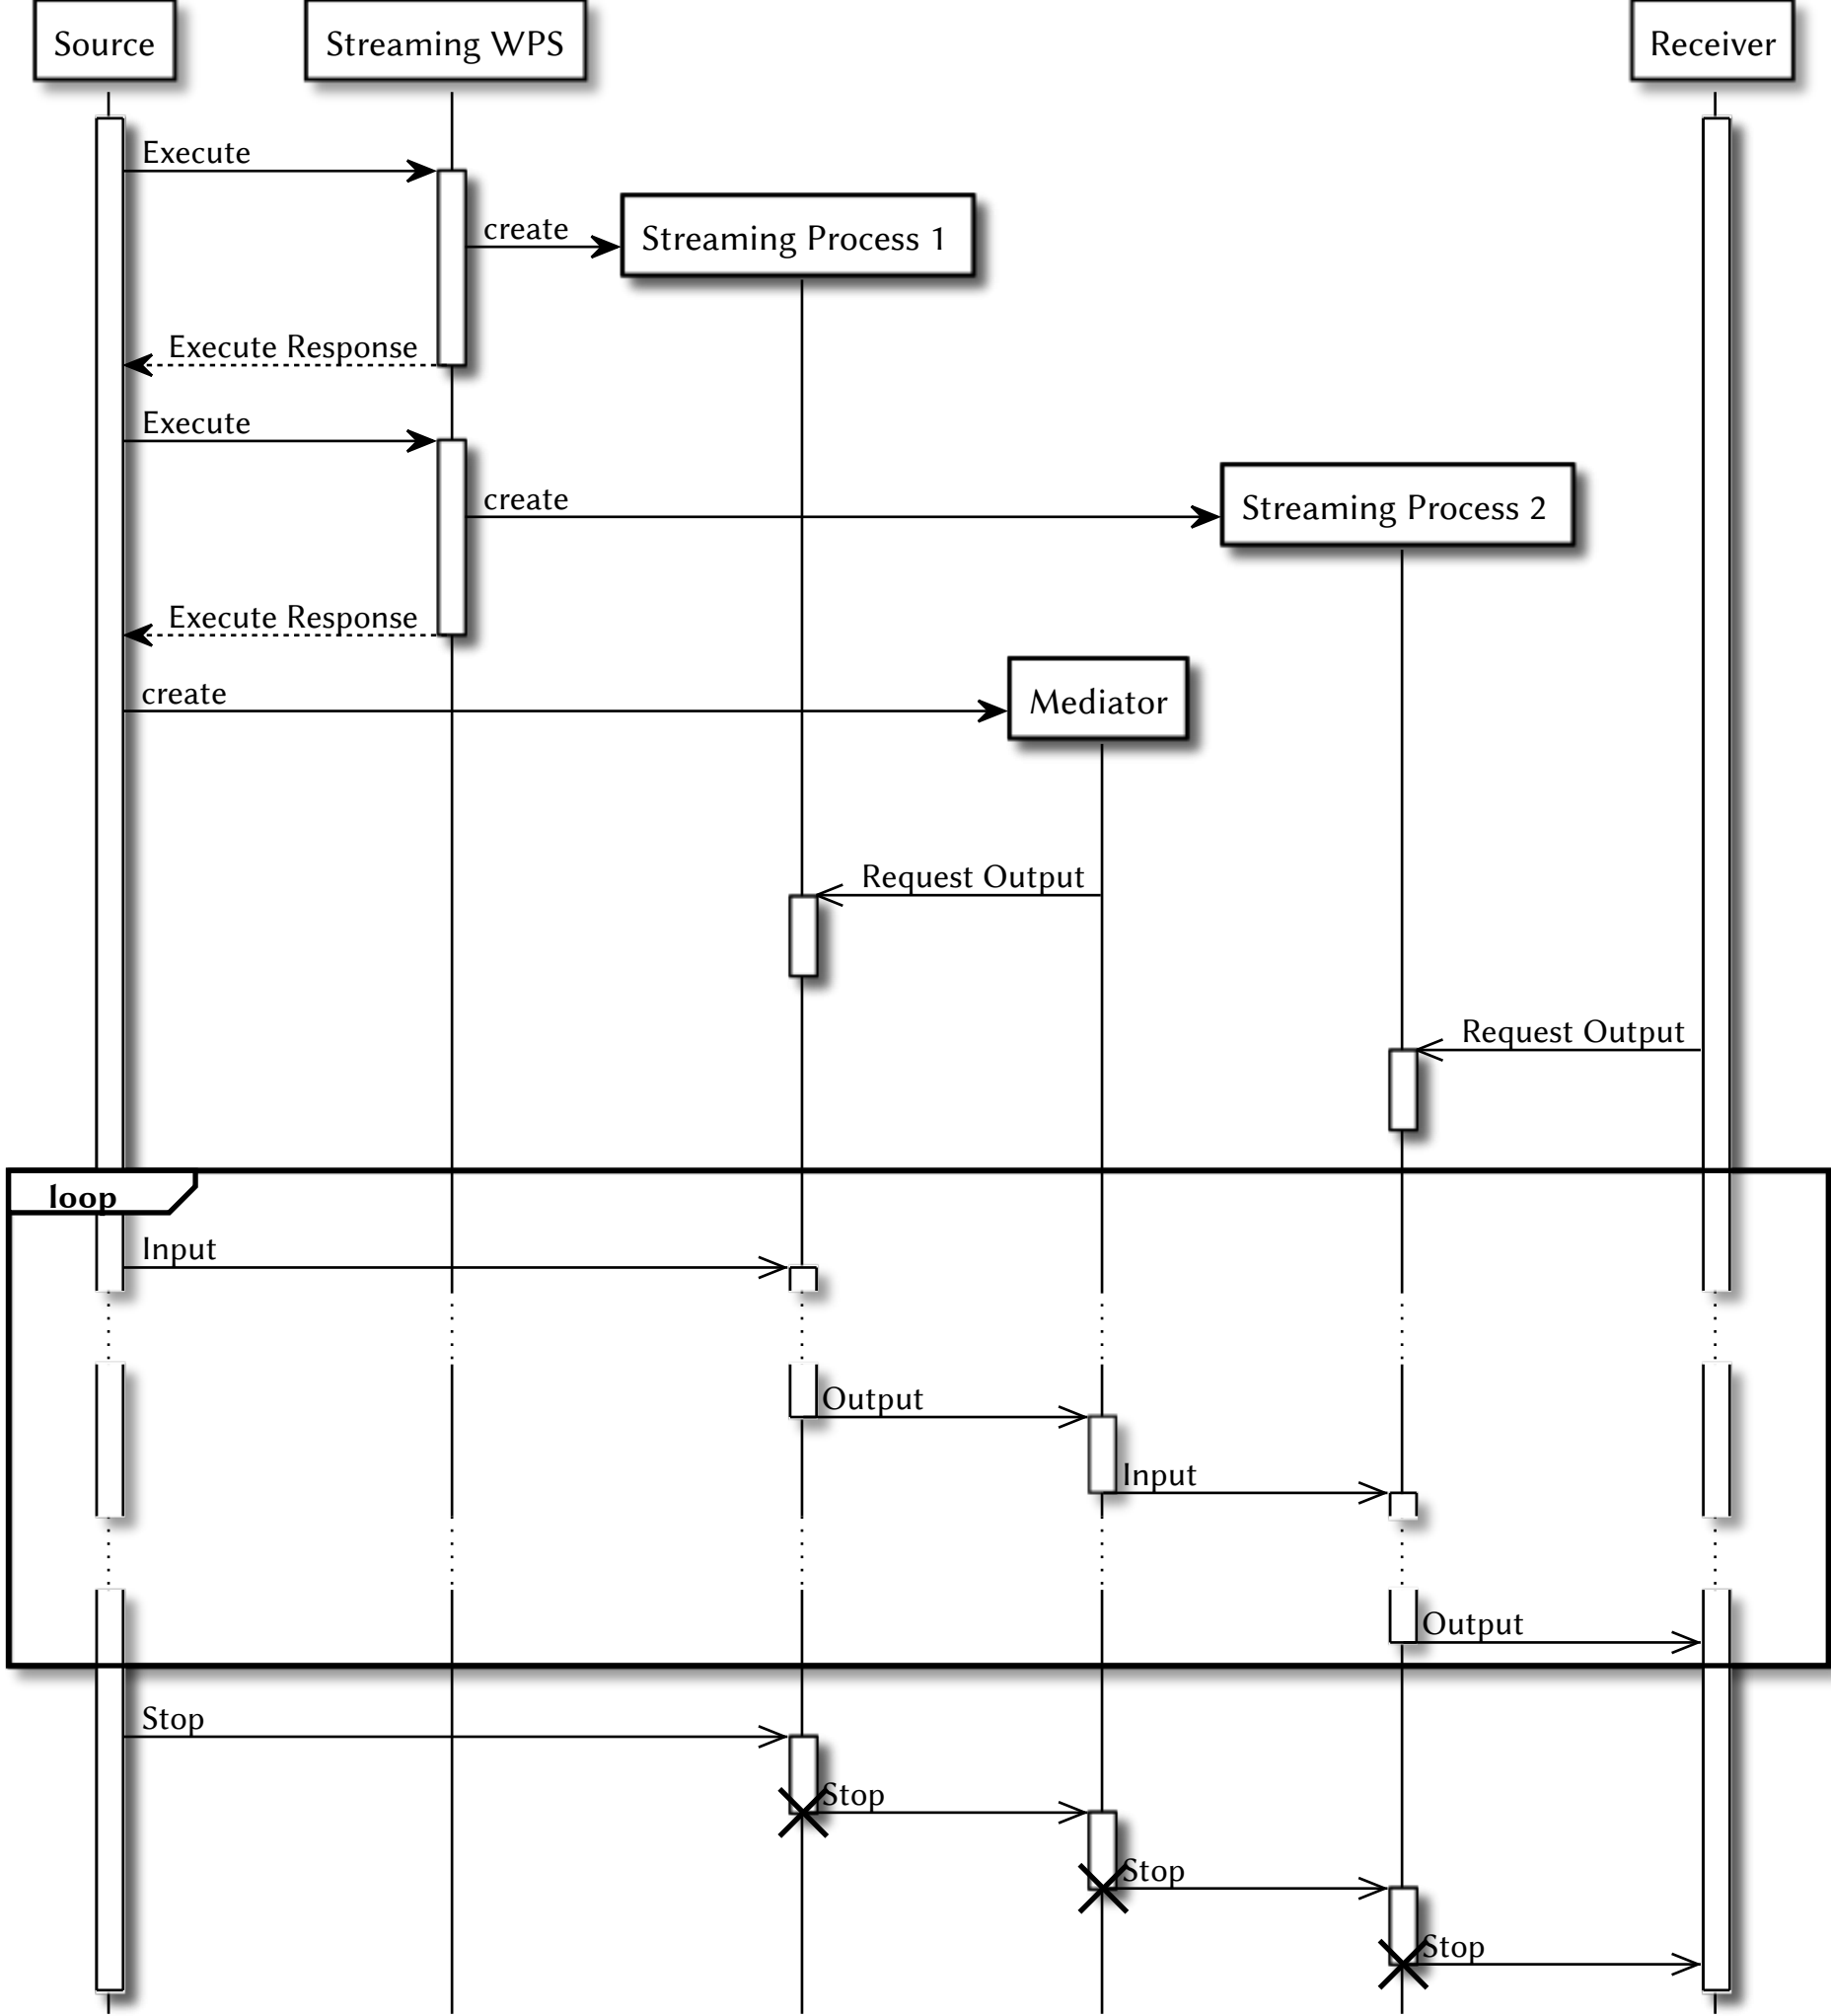 Source
Streaming WPS
Receiver
Execute
create
Streaming Process 1
Execute Response
Execute
create
Streaming Process 2
Execute Response
create
Mediator
Request Output
Request Output
loop
Input
Output
Input
Output
Stop
Stop
Stop
Stop